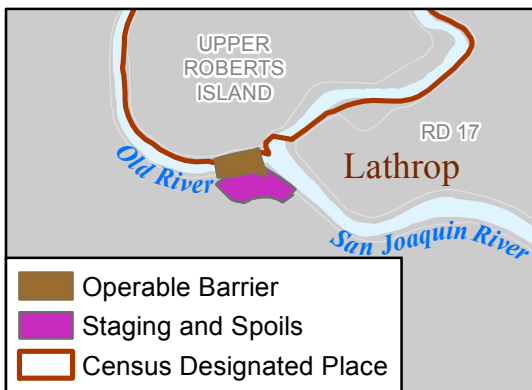 UPPER
ROBERTS
ISLAND
RD 17
Old River
Lathrop
San Joaquin River
Operable Barrier
Staging and Spoils
Census Designated Place